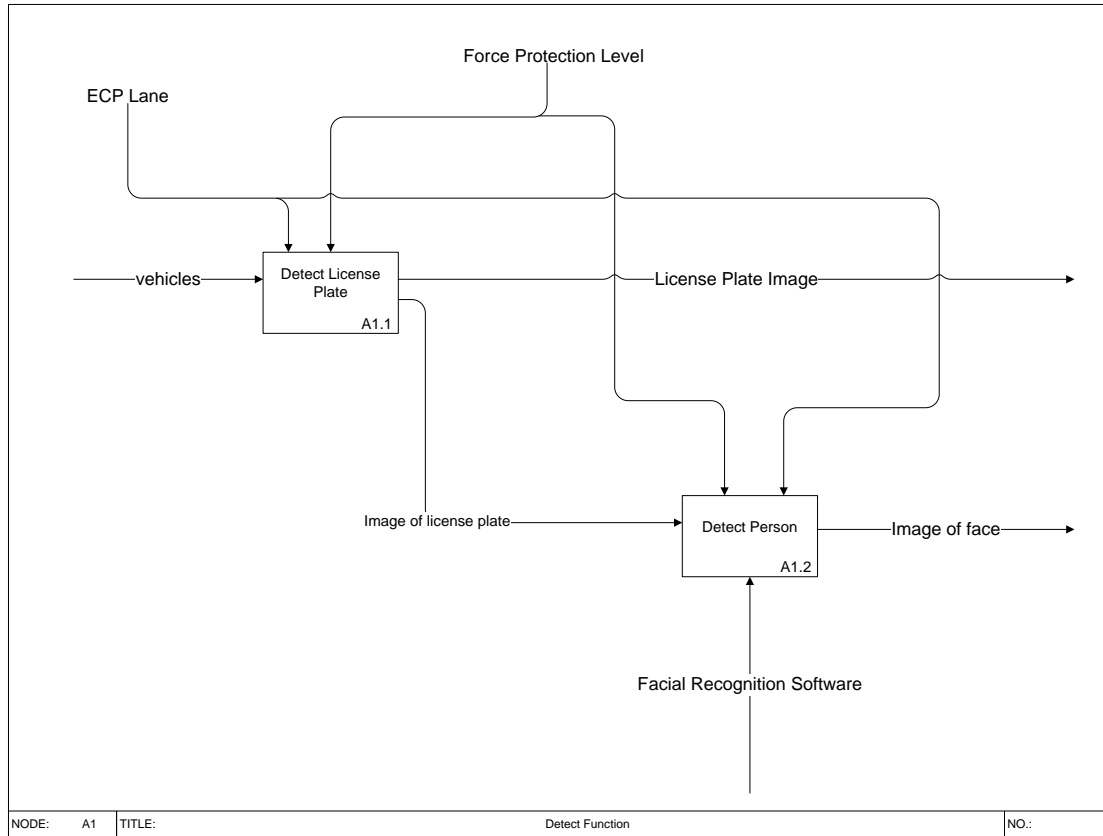 Force Protection Level
ECP Lane
vehicles
Detect License
Plate
A1.1
License Plate Image
Image of license plate
Detect Person
A1.2
Image of face
Facial Recognition Software
NODE: A1 TITLE: Detect Function NO.: